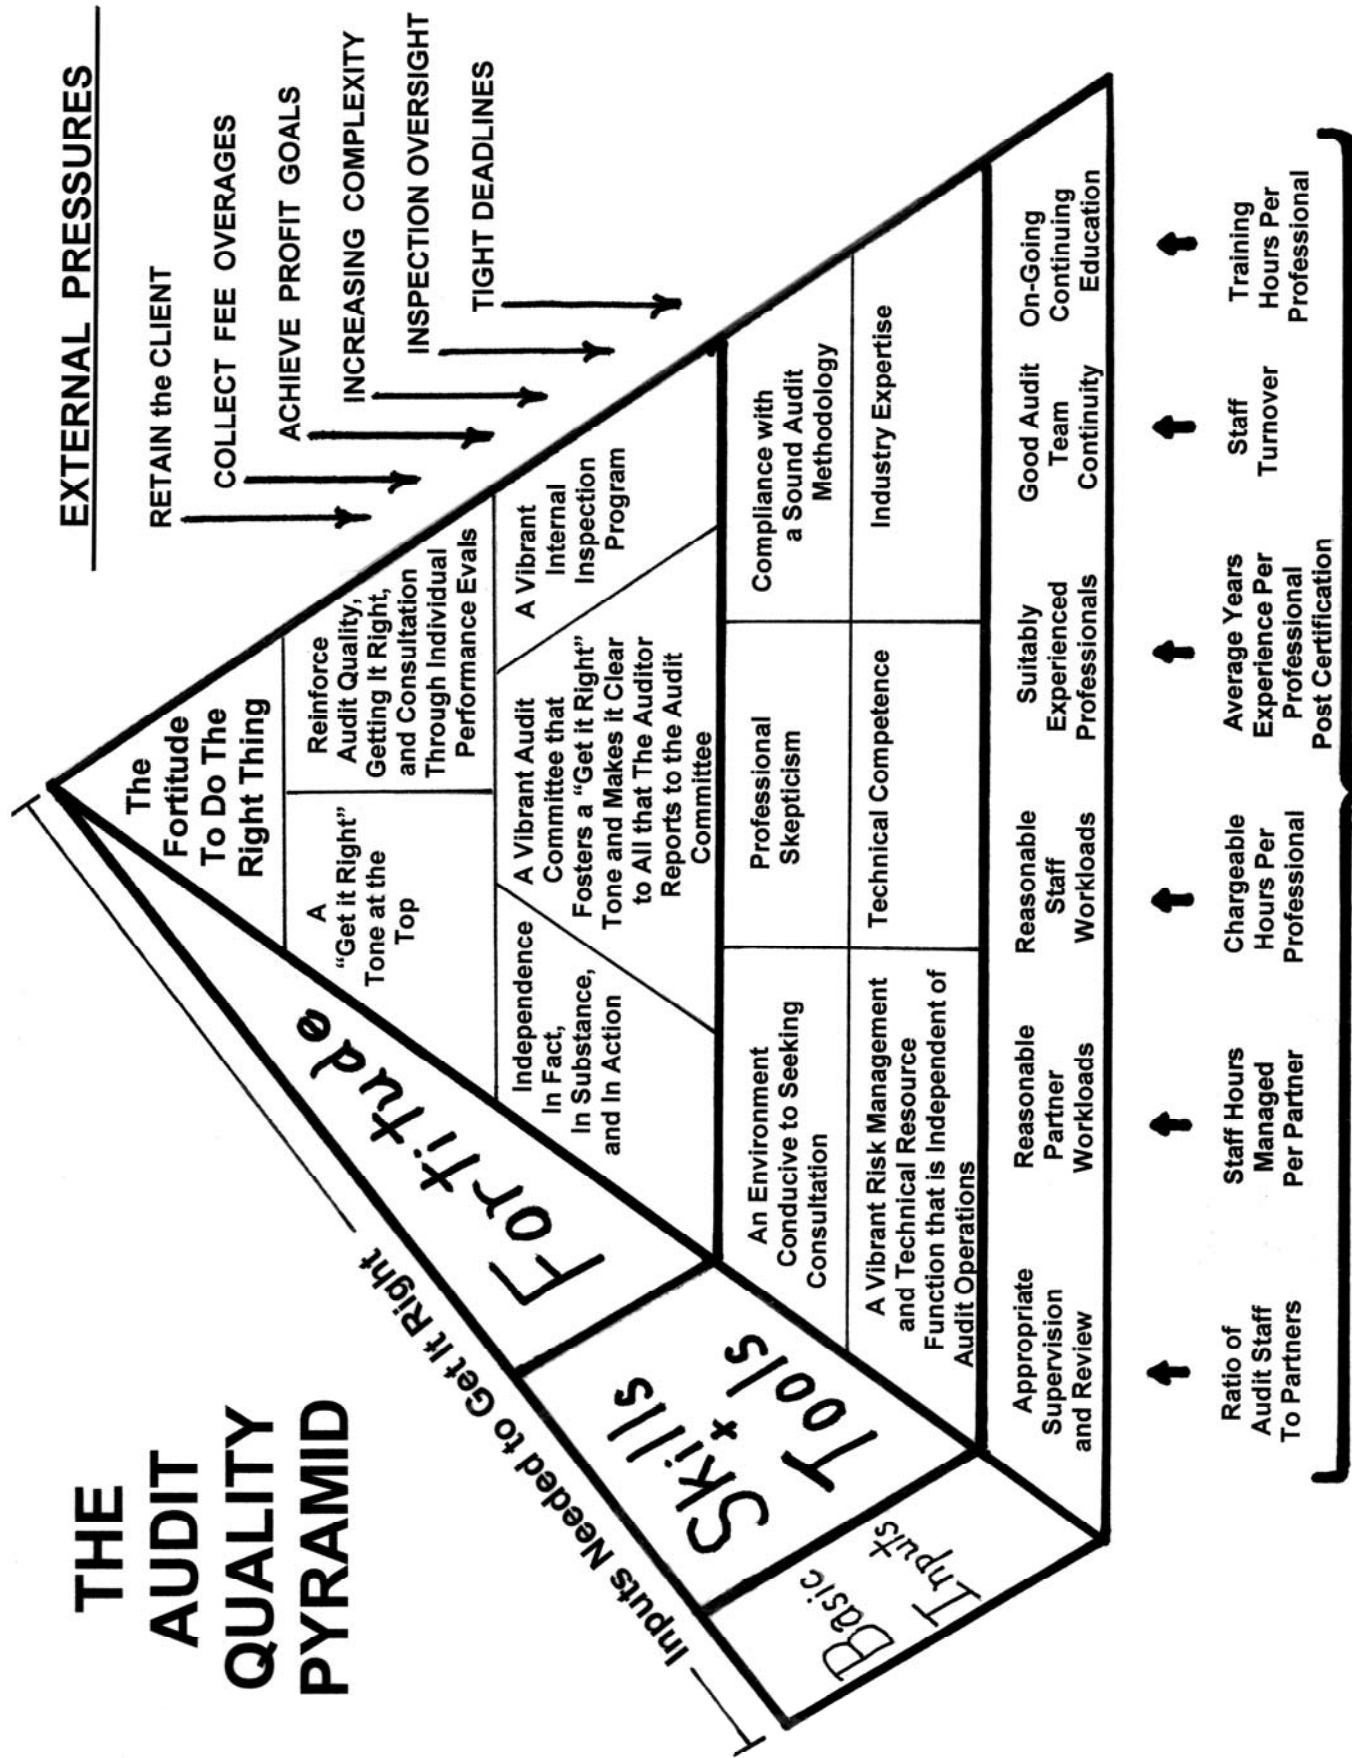 THE
AUDIT
QUALITY
PYRAMID
EXTERNAL PRESSURES
RETAIN the CLIENT
COLLECT FEE OVERAGES
ACHIEVE PROFIT GOALS
INCREASING COMPLEXITY
INSPECTION OVERSIGHT
TIGHT DEADLINES
Inputs Needed to Get It Right
Fortitude
Skills
+
Tools
Basic
Inputs
The
Fortitude
To Do The
Right Thing
A
“Get it Right”
Tone at the
Top
Reinforce
Audit Quality,
Getting It Right,
and Consultation
Through Individual
Performance Evals
Independence
In Fact,
In Substance,
and In Action
A Vibrant Audit
Committee that
Fosters a “Get it Right”
Tone and Makes it Clear
to All that The Auditor
Reports to the Audit
Committee
A Vibrant
Internal
Inspection
Program
An Environment
Conducive to Seeking
Consultation
Professional
Skepticism
Compliance with
a Sound Audit
Methodology
A Vibrant Risk Management
and Technical Resource
Function that is Independent of
Audit Operations
Technical Competence
Industry Expertise
Appropriate
Supervision
and Review
Reasonable
Partner
Workloads
Reasonable
Staff
Workloads
Suitably
Experienced
Professionals
Good Audit
Team
Continuity
On-Going
Continuing
Education
Ratio of
Audit Staff
To Partners
Staff Hours
Managed
Per Partner
Chargeable
Hours Per
Professional
Average Years
Experience Per
Professional
Post Certification
Staff
Turnover
Training
Hours Per
Professional